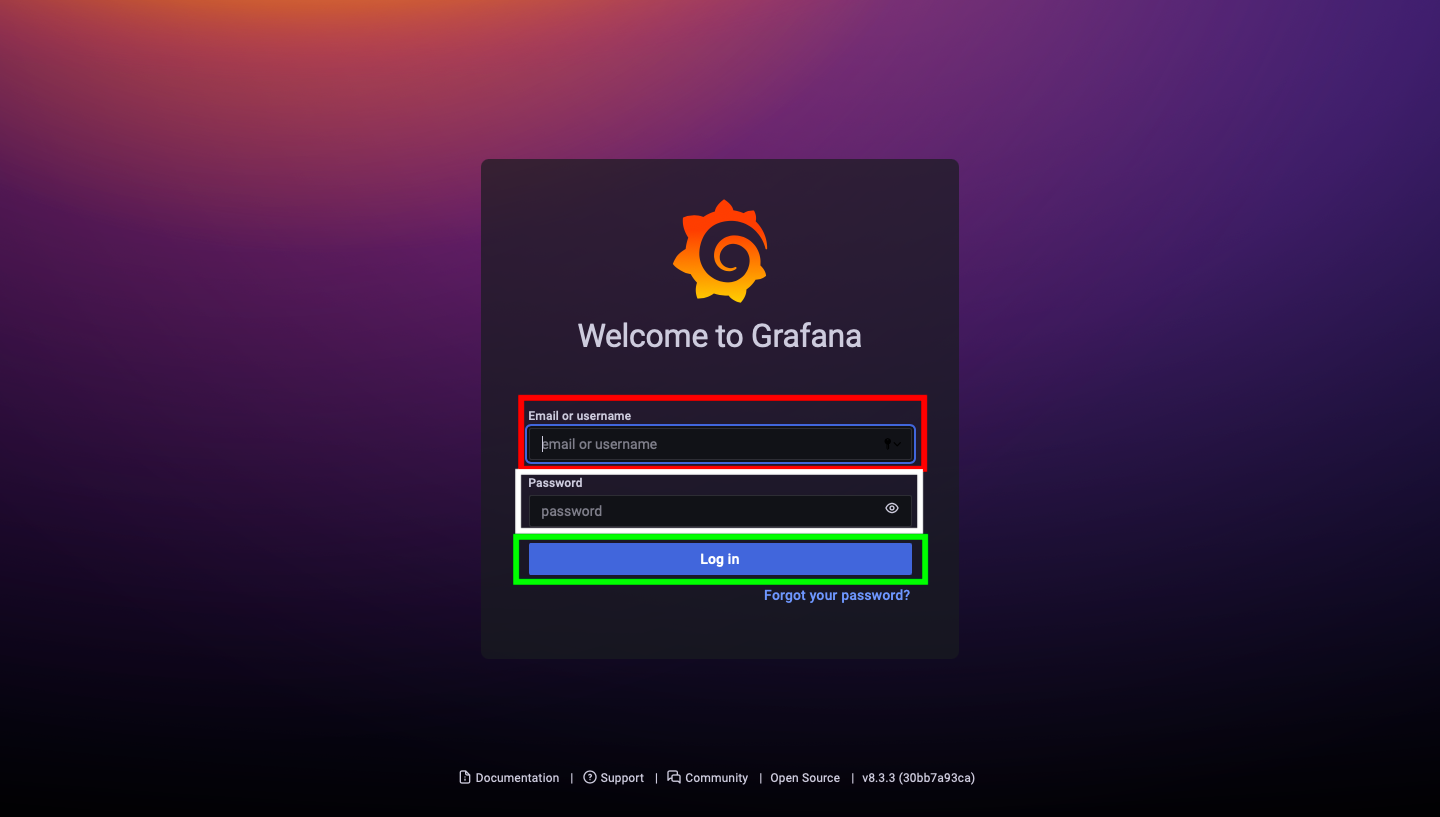 Welcome to Grafana
Email or username
email or username
Password
password
Log in
Forgot your password?
Documentation | Support | Community | Open Source | v8.3.3 (30bb7a93ca)